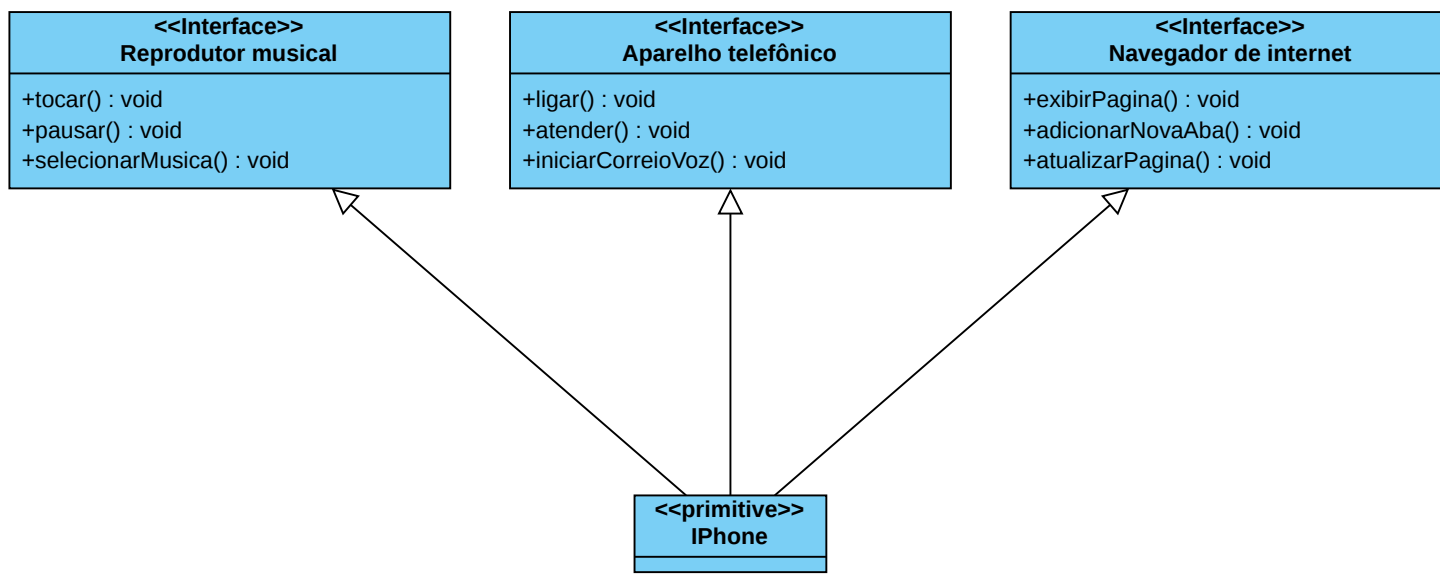 <<Interface>>
Reprodutor musical
+tocar() : void
+pausar() : void
+selecionarMusica() : void
<<Interface>>
Aparelho telefônico
+ligar() : void
+atender() : void
+iniciarCorreioVoz() : void
<<Interface>>
Navegador de internet
+exibirPagina() : void
+adicionarNovaAba() : void
+atualizarPagina() : void
<<primitive>>
IPhone